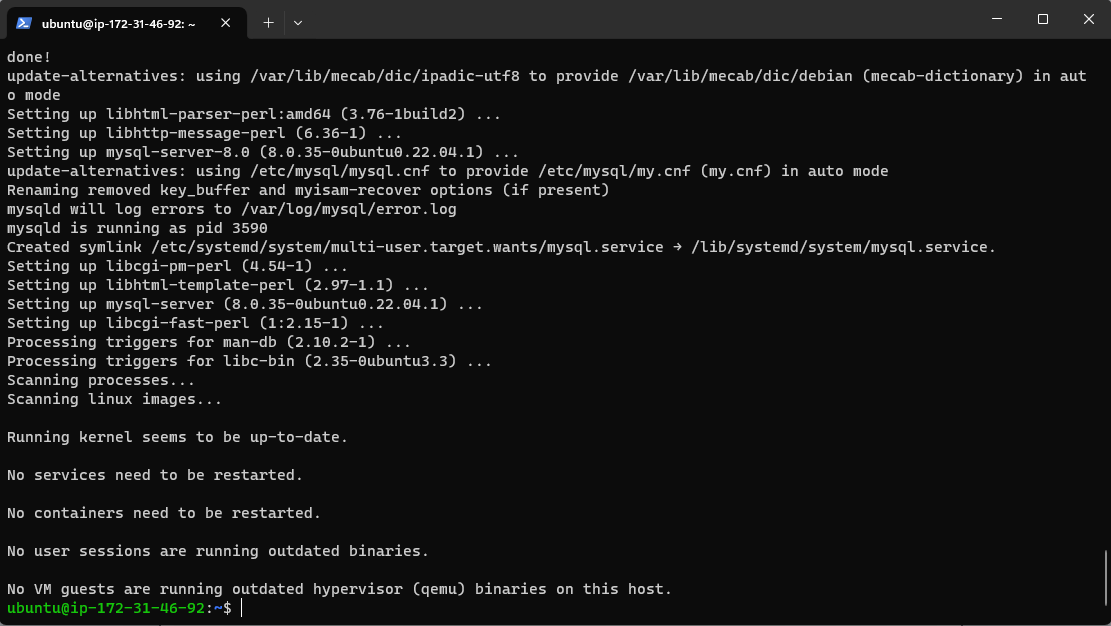 ubuntu@ip-172-31-46-92: ~
done!
update-alternatives: using /var/lib/mecab/dic/ipadic-utf8 to provide /var/lib/mecab/dic/debian (mecab-dictionary) in aut
o mode
Setting up libhtml-parser-perl:amd64 (3.76-1build2) ...
Setting up libhttp-message-perl (6.36-1) ...
Setting up mysql-server-8.0 (8.0.35-0ubuntu0.22.04.1) ...
update-alternatives: using /etc/mysql/mysql.cnf to provide /etc/mysql/my.cnf (my.cnf) in auto mode
Renaming removed key_buffer and myisam-recover options (if present)
mysqld will log errors to /var/log/mysql/error.log
mysqld is running as pid 3590
Created symlink /etc/systemd/system/multi-user.target.wants/mysql.service → /lib/systemd/system/mysql.service.
Setting up libcgi-pm-perl (4.54-1) ...
Setting up libhtml-template-perl (2.97-1.1) ...
Setting up mysql-server (8.0.35-0ubuntu0.22.04.1) ...
Setting up libcgi-fast-perl (1:2.15-1) ...
Processing triggers for man-db (2.10.2-1) ...
Processing triggers for libc-bin (2.35-0ubuntu3.3) ...
Scanning processes...
Scanning linux images...
Running kernel seems to be up-to-date.
No services need to be restarted.
No containers need to be restarted.
No user sessions are running outdated binaries.
No VM guests are running outdated hypervisor (qemu) binaries on this host.
ubuntu@ip-172-31-46-92:~$